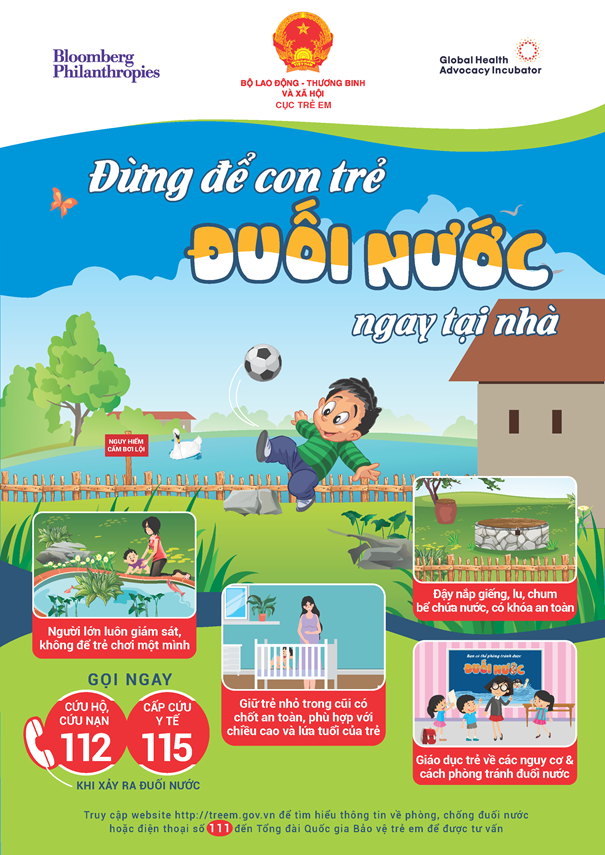 Bloomberg
Philanthropies
BỘ LAO ĐỘNG - THƯƠNG BINH
VÀ XÃ HỘI
CỤC TRẺ EM
Global Health
Advocacy Incubator
Đừng để con trẻ
ĐUỐI NƯỚC
ngay tại nhà
NGUY HIỂM
CẤM BƠI LỘI
Người lớn luôn giám sát,
không để trẻ chơi một mình
Đậy nắp giếng, lu, chum
bể chứa nước, có khóa an toàn
Giữ trẻ nhỏ trong cũi có
chốt an toàn, phù hợp với
chiều cao và lứa tuổi của trẻ
Bạn có thể phòng tránh được
ĐUỐI NƯỚC
Giáo dục trẻ về các nguy cơ &
cách phòng tránh đuối nước
GỌI NGAY
CỨU HỘ,
CỨU NẠN
112
CẤP CỨU
Y TẾ
115
KHI XẢY RA ĐUỐI NƯỚC
Truy cập website http://treem.gov.vn để tìm hiểu thông tin về phòng, chống đuối nước
hoặc điện thoại số 111 đến Tổng đài Quốc gia Bảo vệ trẻ em để được tư vấn